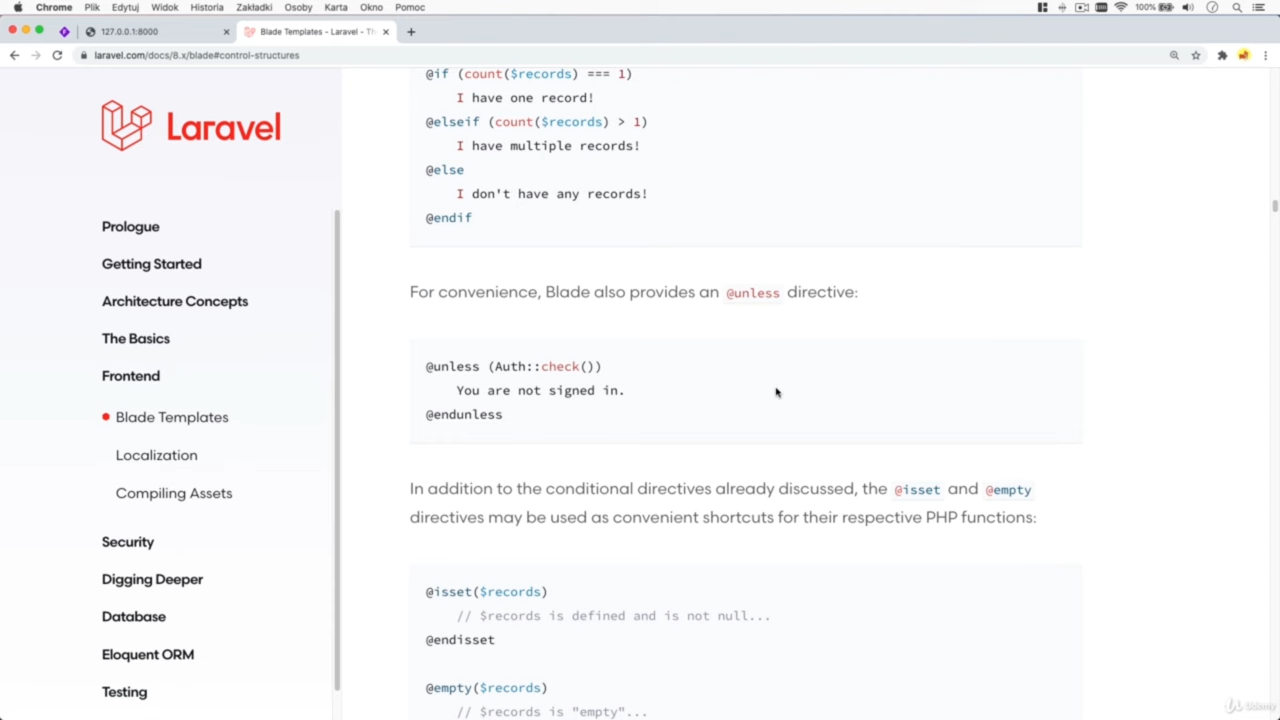 Chrome Plik Edytuj Widok Historia Zakładki Osoby Karta Okno Pomoc 100%
127.0.0.1:8000
Blade Templates - Laravel - Th
laravel.com/docs/8.x/blade#control-structures
Laravel
Prologue
Getting Started
Architecture Concepts
The Basics
Frontend
Blade Templates
Localization
Compiling Assets
Security
Digging Deeper
Database
Eloquent ORM
Testing
@if (count($records) === 1)
I have one record!
@elseif (count($records) > 1)
I have multiple records!
@else
I don't have any records!
@endif
For convenience, Blade also provides an @unless directive:
@unless (Auth::check())
You are not signed in.
@endunless
In addition to the conditional directives already discussed, the @isset and @empty
directives may be used as convenient shortcuts for their respective PHP functions:
@isset($records)
// $records is defined and is not null...
@endisset
@empty($records)
// $records is "empty"...
Udemy